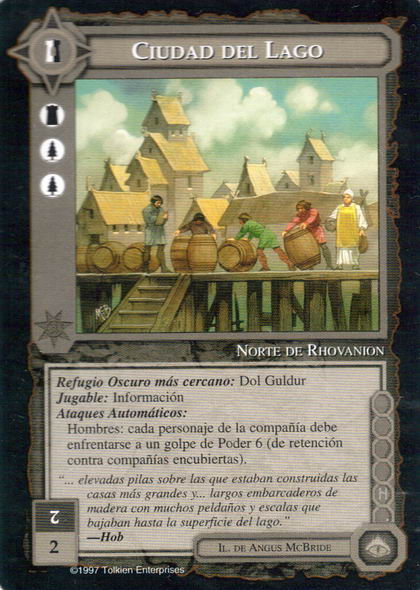 CIUDAD DEL LAGO
NORTE DE RHOVANION
Refugio Oscuro más cercano: Dol Guldur
Jugable: Información
Ataques Automáticos:
Hombres: cada personaje de la compañía debe
enfrentarse a un golpe de Poder 6 (de retención
contra compañías encubiertas).
“... elevadas pilas sobre las que estaban construidas las
casas más grandes y... largos embarcaderos de
madera con muchos peldaños y escalas que
bajaban hasta la superficie del lago.”
—Hob
2
2
H
IL. DE ANGUS MCBRIDE
©1997 Tolkien Enterprises